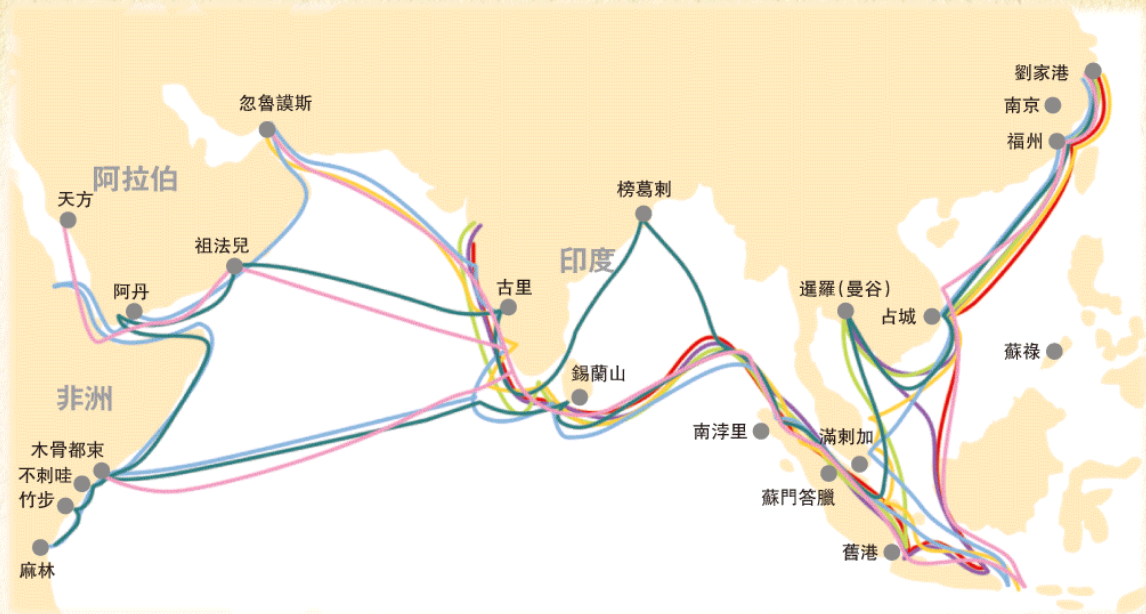 劉家港
忽魯謨斯
南京
福州
阿拉伯
天方
榜葛剌
祖法兒
印度
阿丹
古里
暹羅(曼谷)
占城
蘇祿
錫蘭山
非洲
南浡里
滿剌加
木骨都束
不剌哇
竹步
蘇門答臘
舊港
麻林